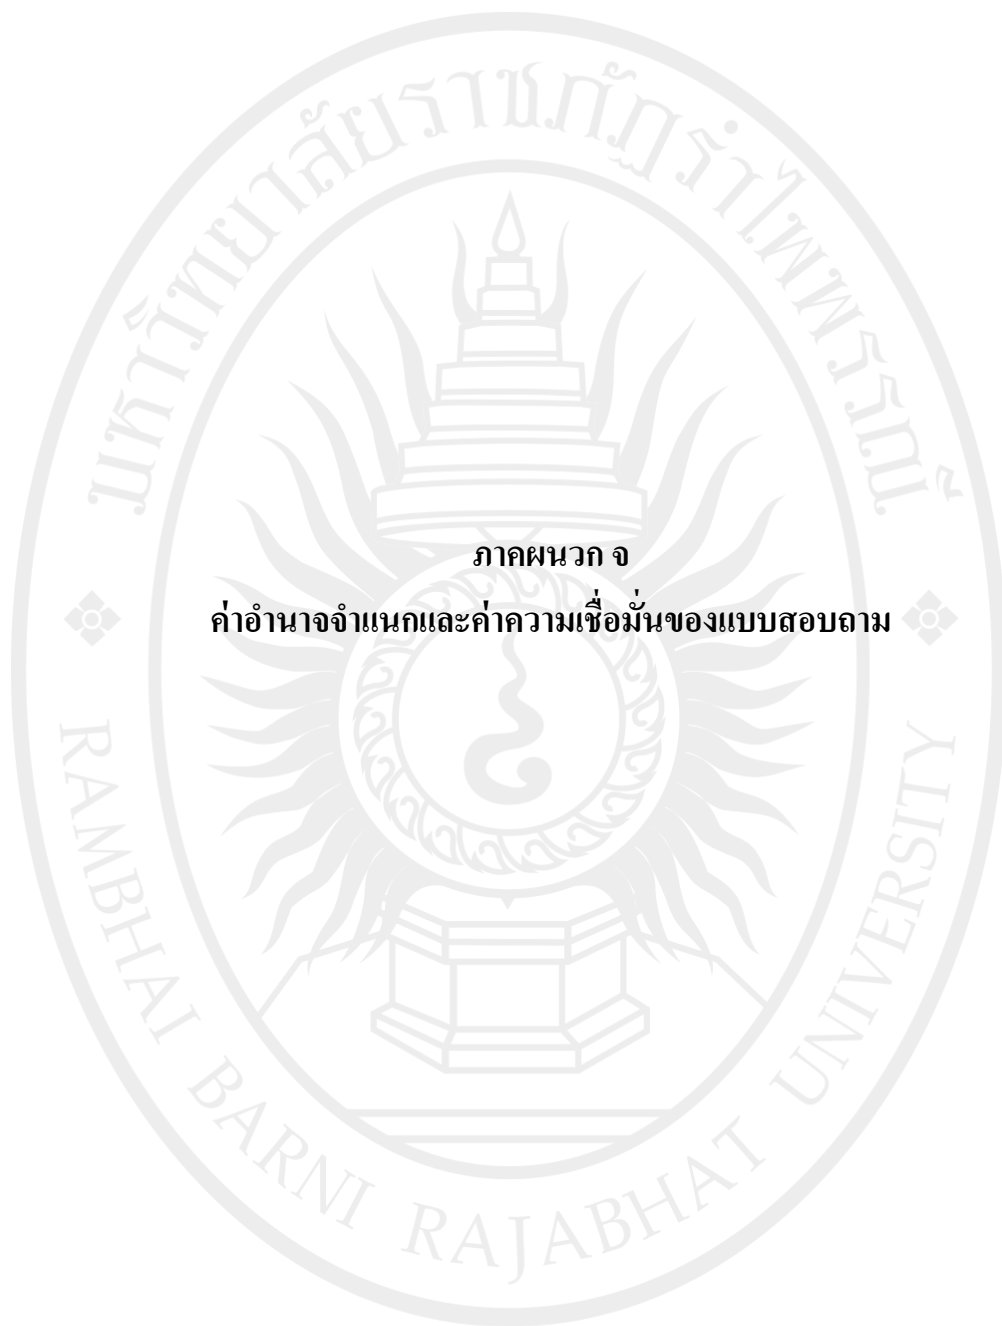 มหาวิทยาลัยราชภัฏรำไพพรรณี
ภาคผนวก จ
ค่าอำนาจจำแนกและค่าความเชื่อมั่นของแบบสอบถาม
RAMBHAI BARNI RAJABHAT UNIVERSITY